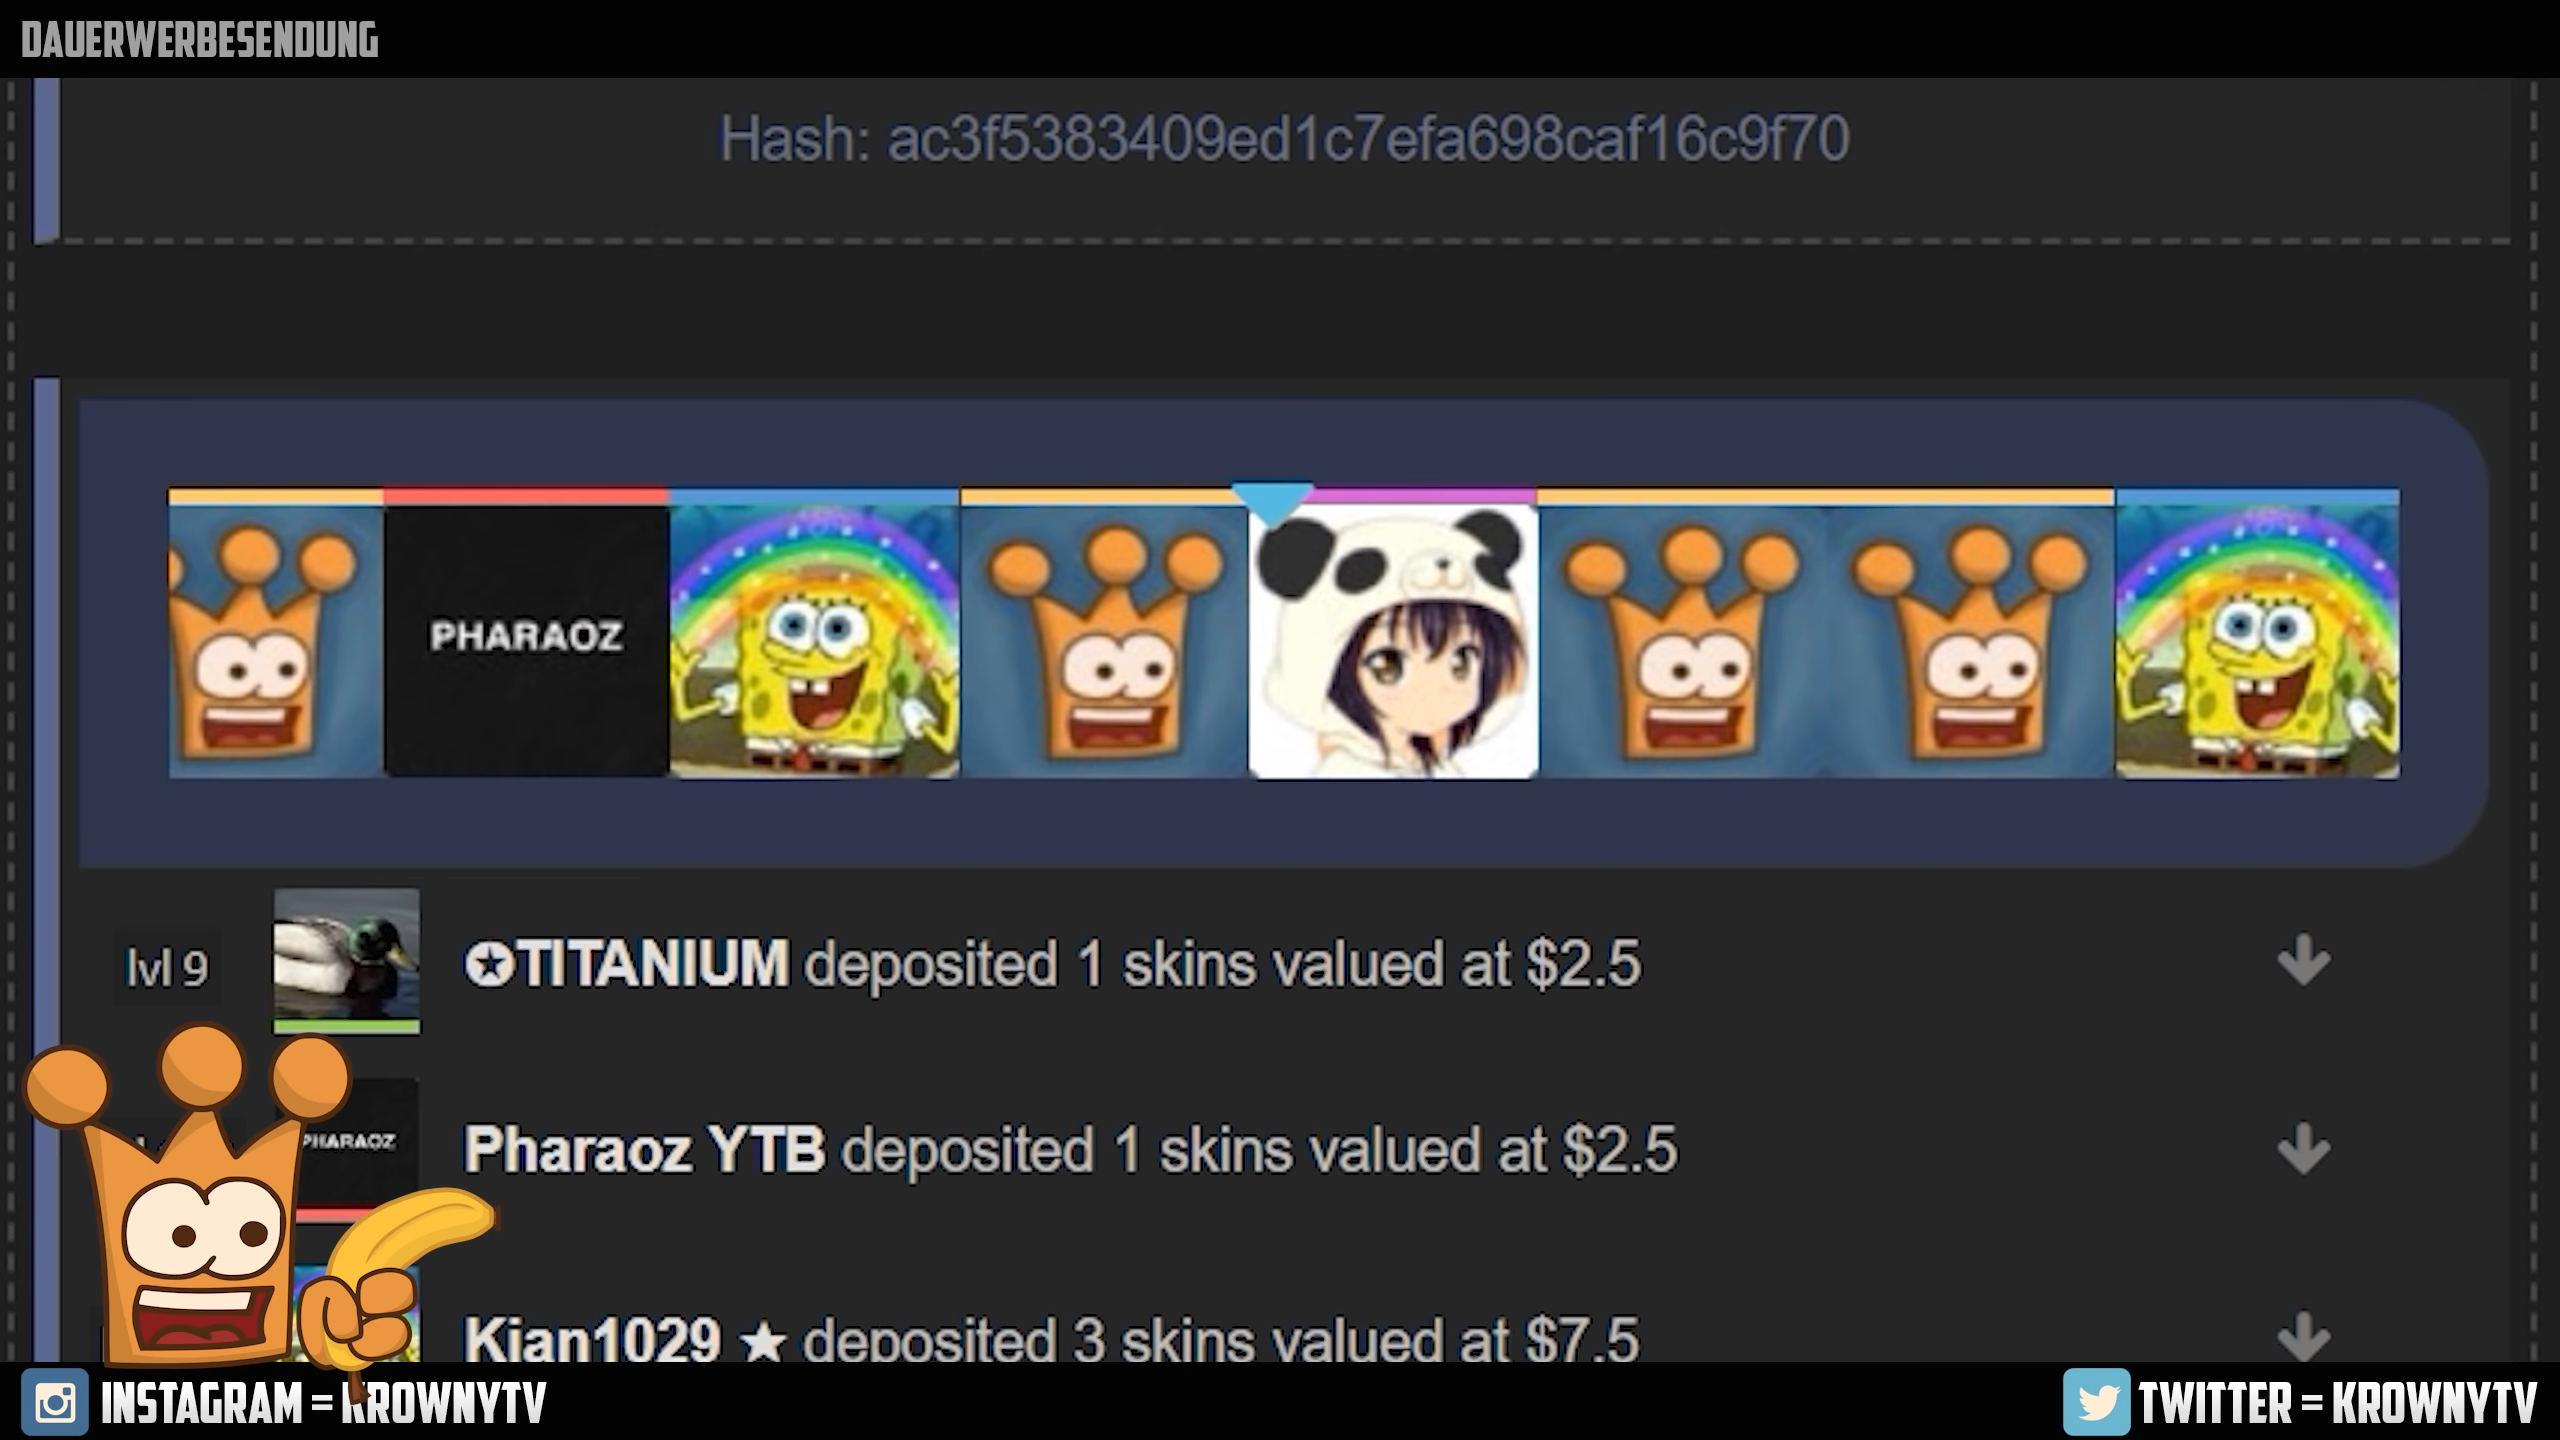 DAUERWERBESENDUNG
Hash: ac3f5383409ed1c7efa698caf16c9f70
PHARAOZ
lvl 9
✪TITANIUM deposited 1 skins valued at $2.5
PHARAOZ
Pharaoz YTB deposited 1 skins valued at $2.5
Kian1029 ★ deposited 3 skins valued at $7.5
INSTAGRAM = KROWNYTV
TWITTER = KROWNYTV